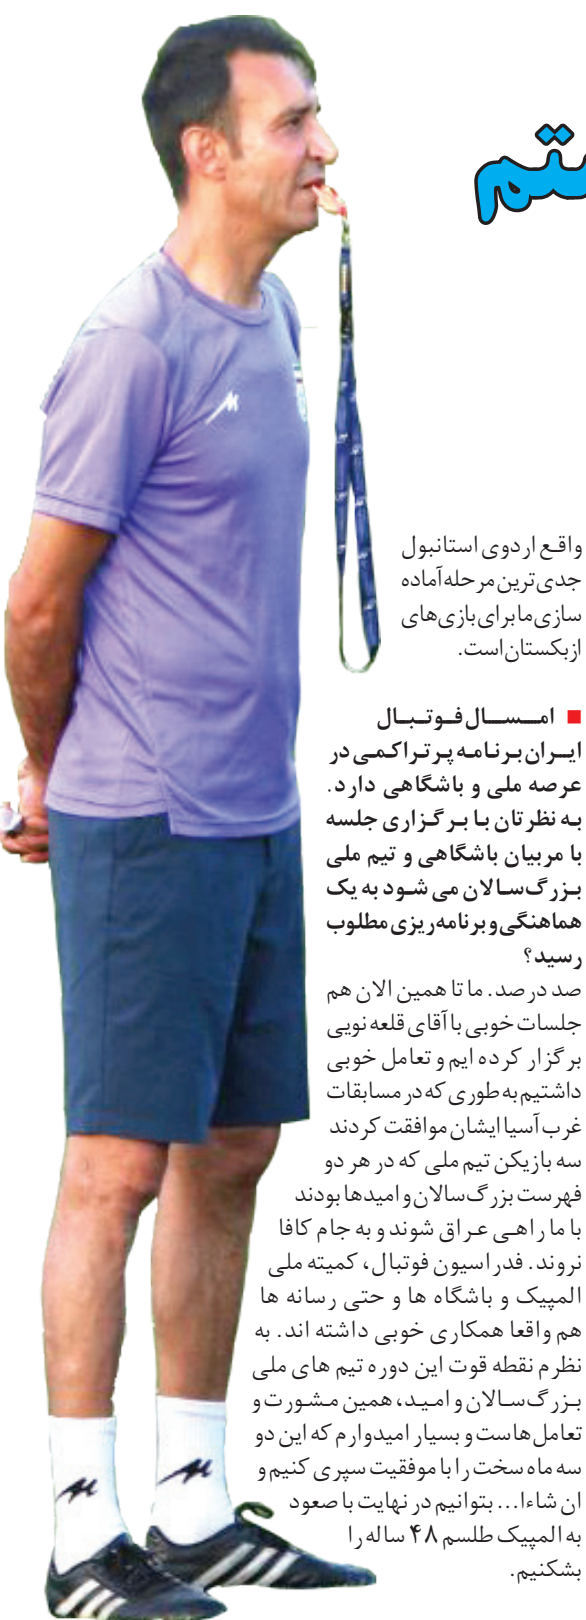 واقع اردوی استانبول
جدی‌ترین مرحله آماده
سازی ما برای بازی‌های
ازبکستان است.
■ امسال فوتبال
ایران برنامه پرتراکمی در
عرصه ملی و باشگاهی دارد.
به نظرتان با برگزاری جلسه
با مربیان باشگاهی و تیم ملی
بزرگ‌سالان می شود به یک
هماهنگی و برنامه‌ریزی مطلوب
رسید؟
صد درصد. ما تا همین الان هم
جلسات خوبی با آقای قلعه نویی
برگزار کرده ایم و تعامل خوبی
داشتیم به‌طوری که در مسابقات
غرب آسیا ایشان موافقت کردند
سه بازیکن تیم ملی که در هر دو
فهرست بزرگ‌سالان و امیدها بودند
با ما راهی عراق شوند و به جام کافا
نروند. فدراسیون فوتبال، کمیته ملی
المپیک و باشگاه ها و حتی رسانه ها
هم واقعا همکاری خوبی داشته اند. به
نظرم نقطه قوت این دوره تیم های ملی
بزرگ‌سالان و امید، همین مشورت و
تعامل‌هاست و بسیار امیدوارم که این دو
سه ماه سخت را با موفقیت سپری کنیم و
ان شاءا... بتوانیم در نهایت با صعود
به المپیک طلسم ۴۸ ساله را
بشکنیم.